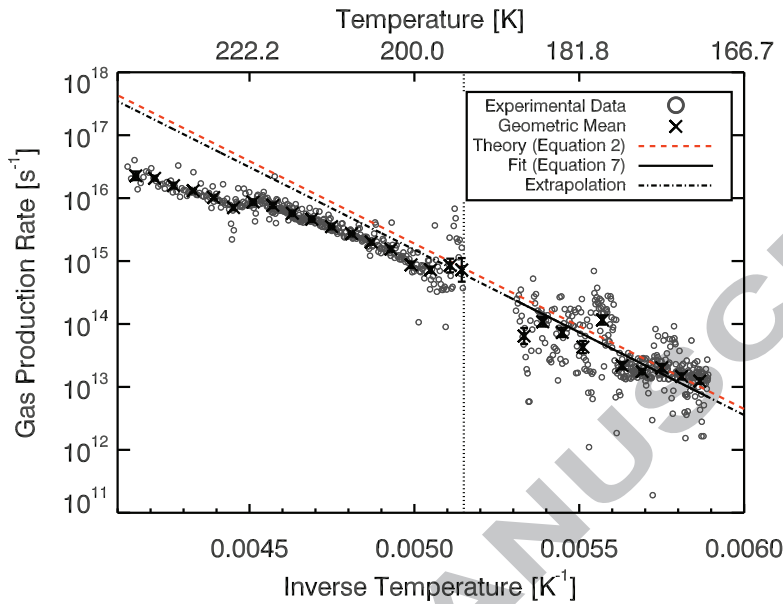 Temperature [K]
222.2 200.0 181.8 166.7
10^18
10^17
10^16
10^15
10^14
10^13
10^12
10^11
Gas Production Rate [s^-1]
Experimental Data
Geometric Mean
Theory (Equation 2)
Fit (Equation 7)
Extrapolation
0.0045 0.0050 0.0055 0.0060
Inverse Temperature [K^-1]
ANUSC